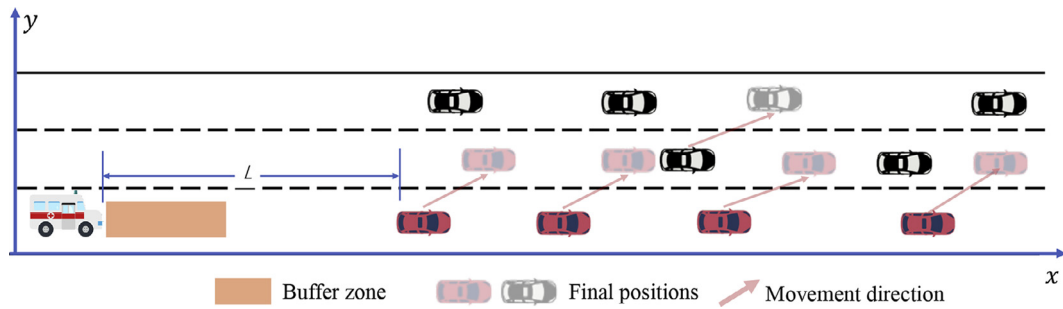 y
L
x
Buffer zone
Final positions
Movement direction